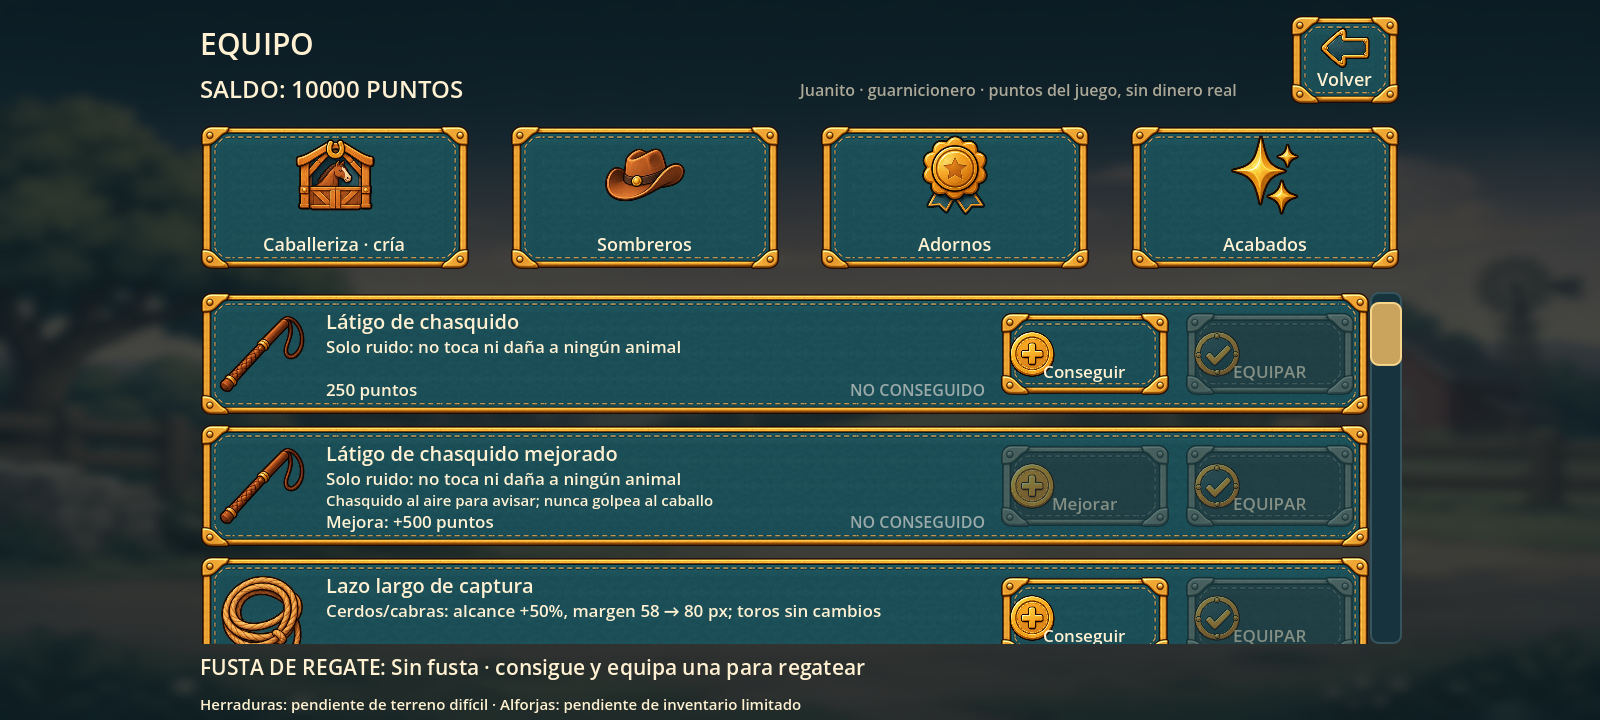 EQUIPO
SALDO: 10000 PUNTOS
Juanito · guarnicionero · puntos del juego, sin dinero real
Volver
Caballeriza · cría
Sombreros
Adornos
Acabados
Látigo de chasquido
Solo ruido: no toca ni daña a ningún animal
250 puntos
NO CONSEGUIDO
Conseguir
EQUIPAR
Látigo de chasquido mejorado
Solo ruido: no toca ni daña a ningún animal
Chasquido al aire para avisar; nunca golpea al caballo
Mejora: +500 puntos
NO CONSEGUIDO
Mejorar
EQUIPAR
Lazo largo de captura
Cerdos/cabras: alcance +50%, margen 58 → 80 px; toros sin cambios
Conseguir
EQUIPAR
FUSTA DE REGATE: Sin fusta · consigue y equipa una para regatear
Herraduras: pendiente de terreno difícil · Alforjas: pendiente de inventario limitado